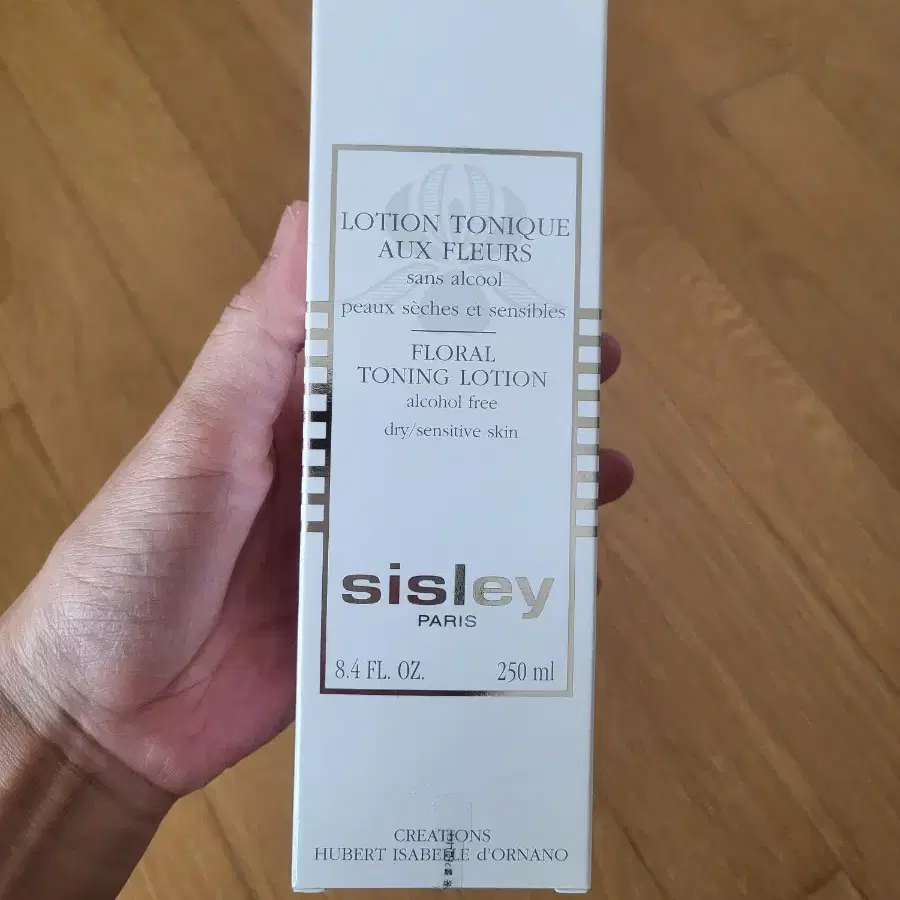 LOTION TONIQUE
AUX FLEURS
sans alcool
peaux sèches et sensibles
FLORAL
TONING LOTION
alcohol free
dry/sensitive skin
sisley
PARIS
8.4 FL. OZ. 250 ml
CREATIONS
HUBERT ISABELLE d'ORNANO